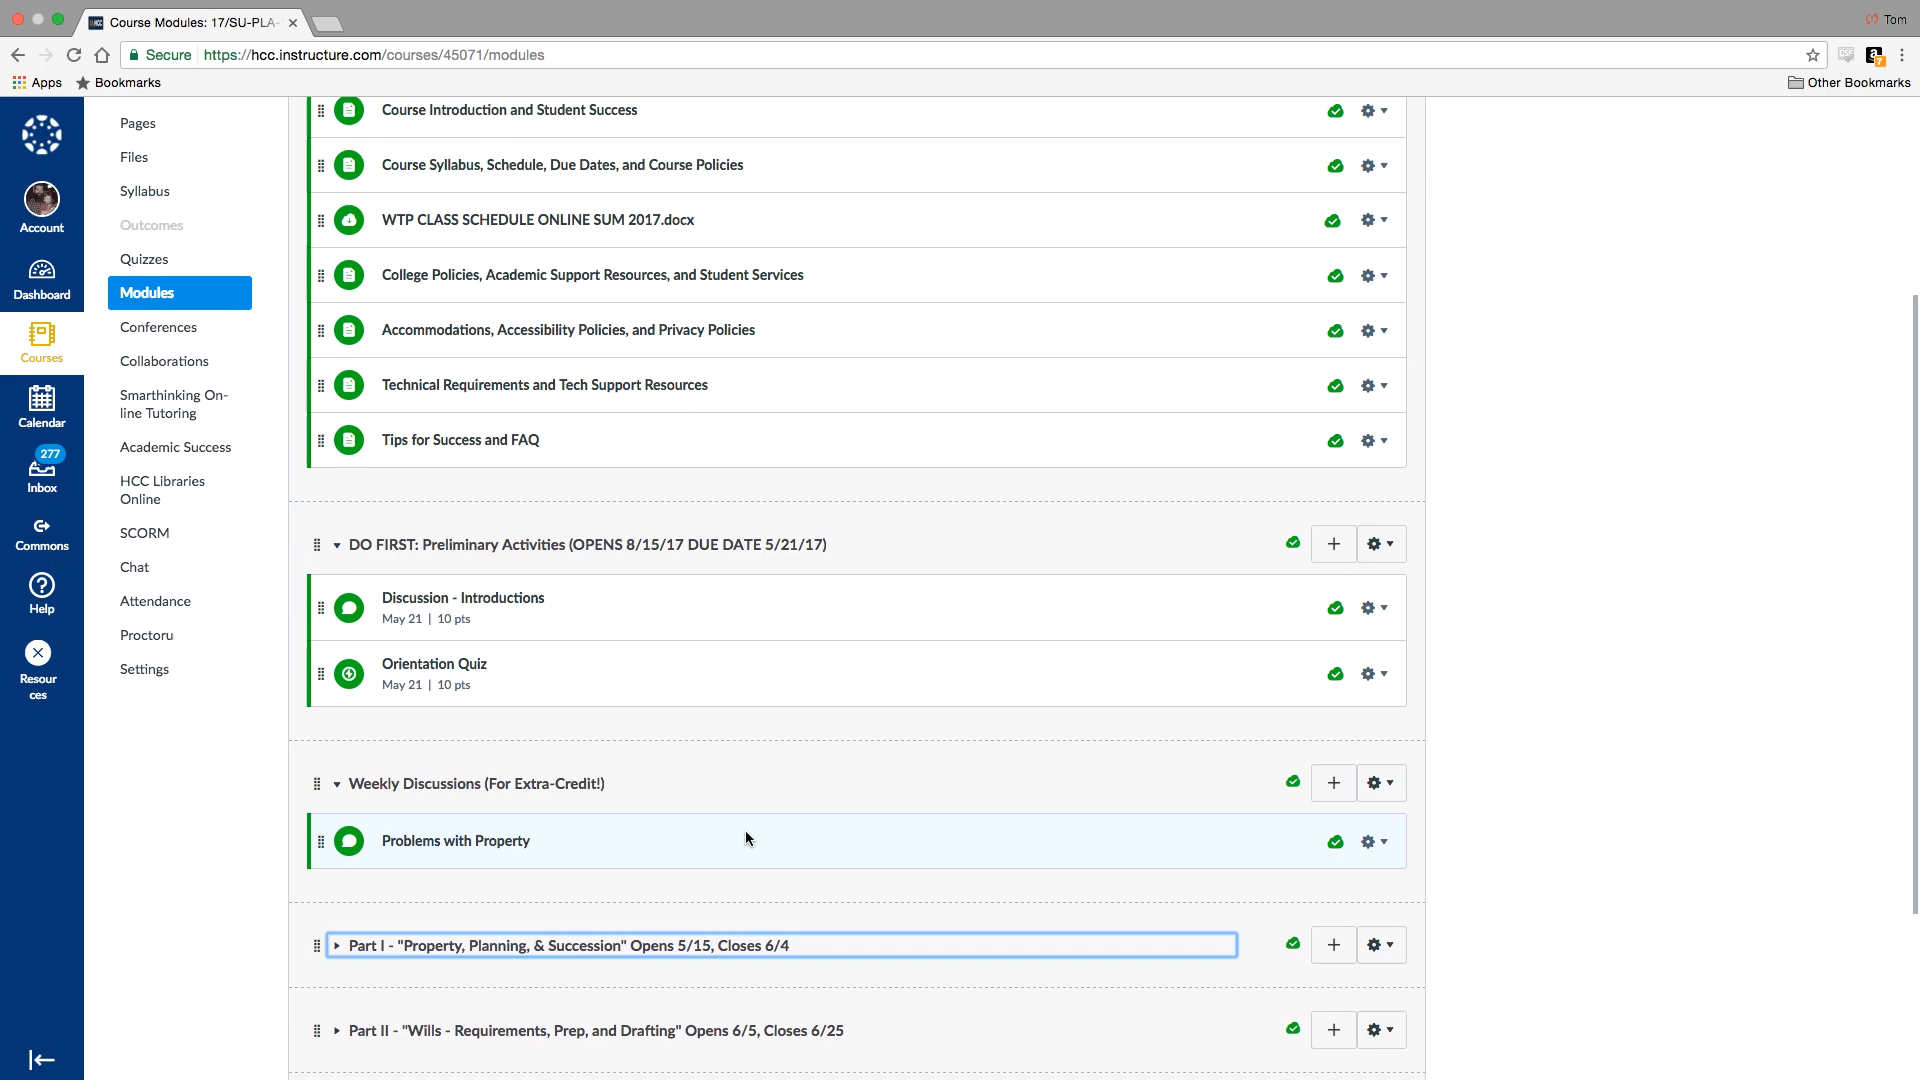 Course Modules: 17/SU-PLA-
Tom
Secure https://hcc.instructure.com/courses/45071/modules
7
Apps Bookmarks
Other Bookmarks
Account
Dashboard
Courses
Calendar
277
Inbox
Commons
Help
Resour
ces
Pages
Files
Syllabus
Outcomes
Quizzes
Modules
Conferences
Collaborations
Smarthinking On-
line Tutoring
Academic Success
HCC Libraries
Online
SCORM
Chat
Attendance
Proctoru
Settings
Course Introduction and Student Success
Course Syllabus, Schedule, Due Dates, and Course Policies
WTP CLASS SCHEDULE ONLINE SUM 2017.docx
College Policies, Academic Support Resources, and Student Services
Accommodations, Accessibility Policies, and Privacy Policies
Technical Requirements and Tech Support Resources
Tips for Success and FAQ
DO FIRST: Preliminary Activities (OPENS 8/15/17 DUE DATE 5/21/17)
Discussion - Introductions
May 21 | 10 pts
Orientation Quiz
May 21 | 10 pts
Weekly Discussions (For Extra-Credit!)
Problems with Property
Part I - "Property, Planning, & Succession" Opens 5/15, Closes 6/4
Part II - "Wills - Requirements, Prep, and Drafting" Opens 6/5, Closes 6/25